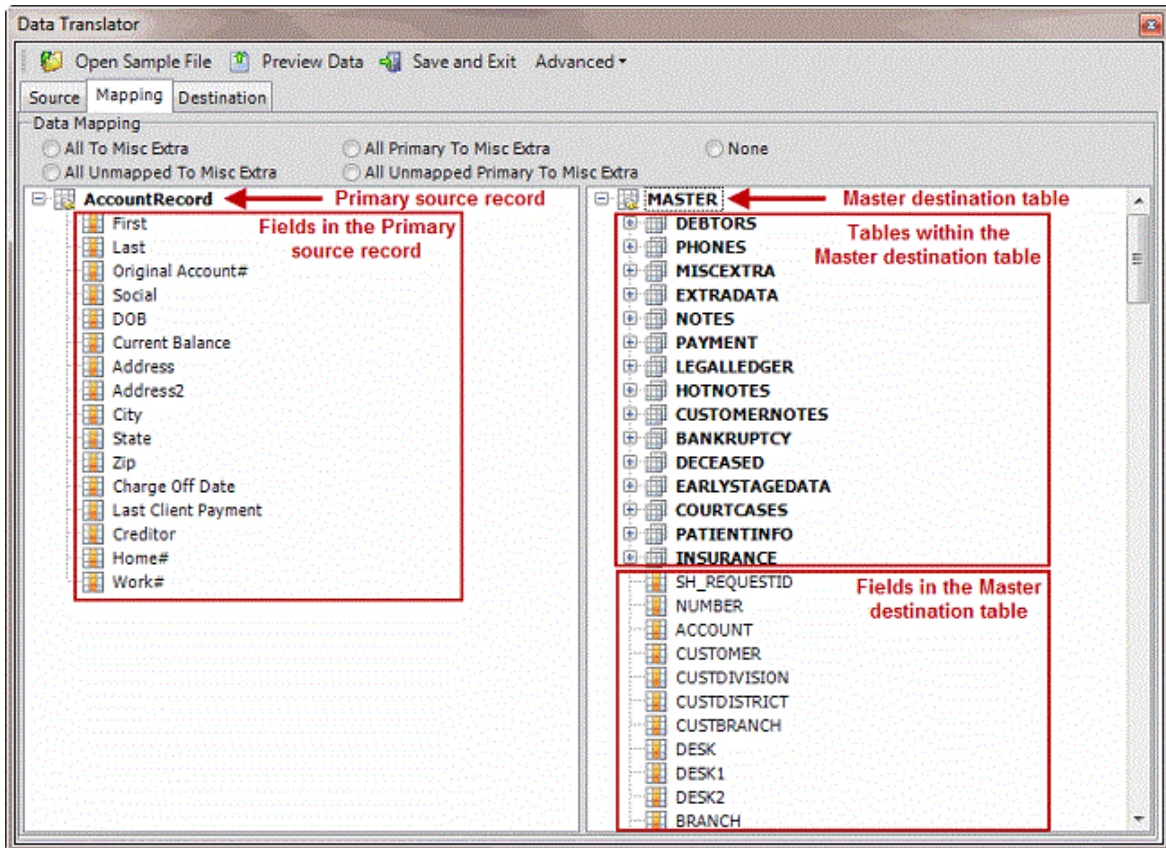 Data Translator
Open Sample File Preview Data Save and Exit Advanced
Source Mapping Destination
Data Mapping
All To Misc Extra All Primary To Misc Extra None
All Unmapped To Misc Extra All Unmapped Primary To Misc Extra
AccountRecord Primary source record
First
Last
Original Account#
Social
DOB
Current Balance
Address
Address2
City
State
Zip
Charge Off Date
Last Client Payment
Creditor
Home#
Work#
Fields in the Primary
source record
MASTER Master destination table
DEBTORS
PHONES
MISCEXTRA
EXTRADATA
NOTES
PAYMENT
LEGALLEDGER
HOTNOTES
CUSTOMERNOTES
BANKRUPTCY
DECEASED
EARLYSTAGEDATA
COURTCASES
PATIENTINFO
INSURANCE
Tables within the
Master destination table
SH_REQUESTID
NUMBER
ACCOUNT
CUSTOMER
CUSTDIVISION
CUSTDISTRICT
CUSTBRANCH
DESK
DESK1
DESK2
BRANCH
Fields in the Master
destination table